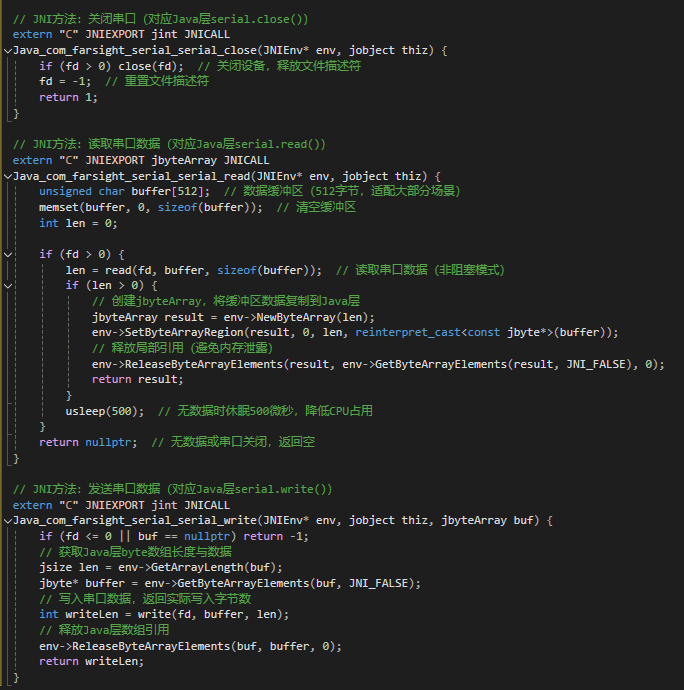 // JNI方法：关闭串口（对应Java层serial.close()）
extern "C" JNIEXPORT jint JNICALL
Java_com_farsight_serial_serial_close(JNIEnv* env, jobject thiz) {
    if (fd > 0) close(fd);  // 关闭设备，释放文件描述符
    fd = -1;  // 重置文件描述符
    return 1;
}
// JNI方法：读取串口数据（对应Java层serial.read()）
extern "C" JNIEXPORT jbyteArray JNICALL
Java_com_farsight_serial_serial_read(JNIEnv* env, jobject thiz) {
    unsigned char buffer[512];  // 数据缓冲区（512字节，适配大部分场景）
    memset(buffer, 0, sizeof(buffer));  // 清空缓冲区
    int len = 0;
    if (fd > 0) {
        len = read(fd, buffer, sizeof(buffer));  // 读取串口数据（非阻塞模式）
        if (len > 0) {
            // 创建jbyteArray，将缓冲区数据复制到Java层
            jbyteArray result = env->NewByteArray(len);
            env->SetByteArrayRegion(result, 0, len, reinterpret_cast<const jbyte*>(buffer));
            // 释放局部引用（避免内存泄露）
            env->ReleaseByteArrayElements(result, env->GetByteArrayElements(result, JNI_FALSE), 0);
            return result;
        }
        usleep(500);  // 无数据时休眠500微秒，降低CPU占用
    }
    return nullptr;  // 无数据或串口关闭，返回空
}
// JNI方法：发送串口数据（对应Java层serial.write()）
extern "C" JNIEXPORT jint JNICALL
Java_com_farsight_serial_serial_write(JNIEnv* env, jobject thiz, jbyteArray buf) {
    if (fd <= 0 || buf == nullptr) return -1;
    // 获取Java层byte数组长度与数据
    jsize len = env->GetArrayLength(buf);
    jbyte* buffer = env->GetByteArrayElements(buf, JNI_FALSE);
    // 写入串口数据，返回实际写入字节数
    int writeLen = write(fd, buffer, len);
    // 释放Java层数组引用
    env->ReleaseByteArrayElements(buf, buffer, 0);
    return writeLen;
}